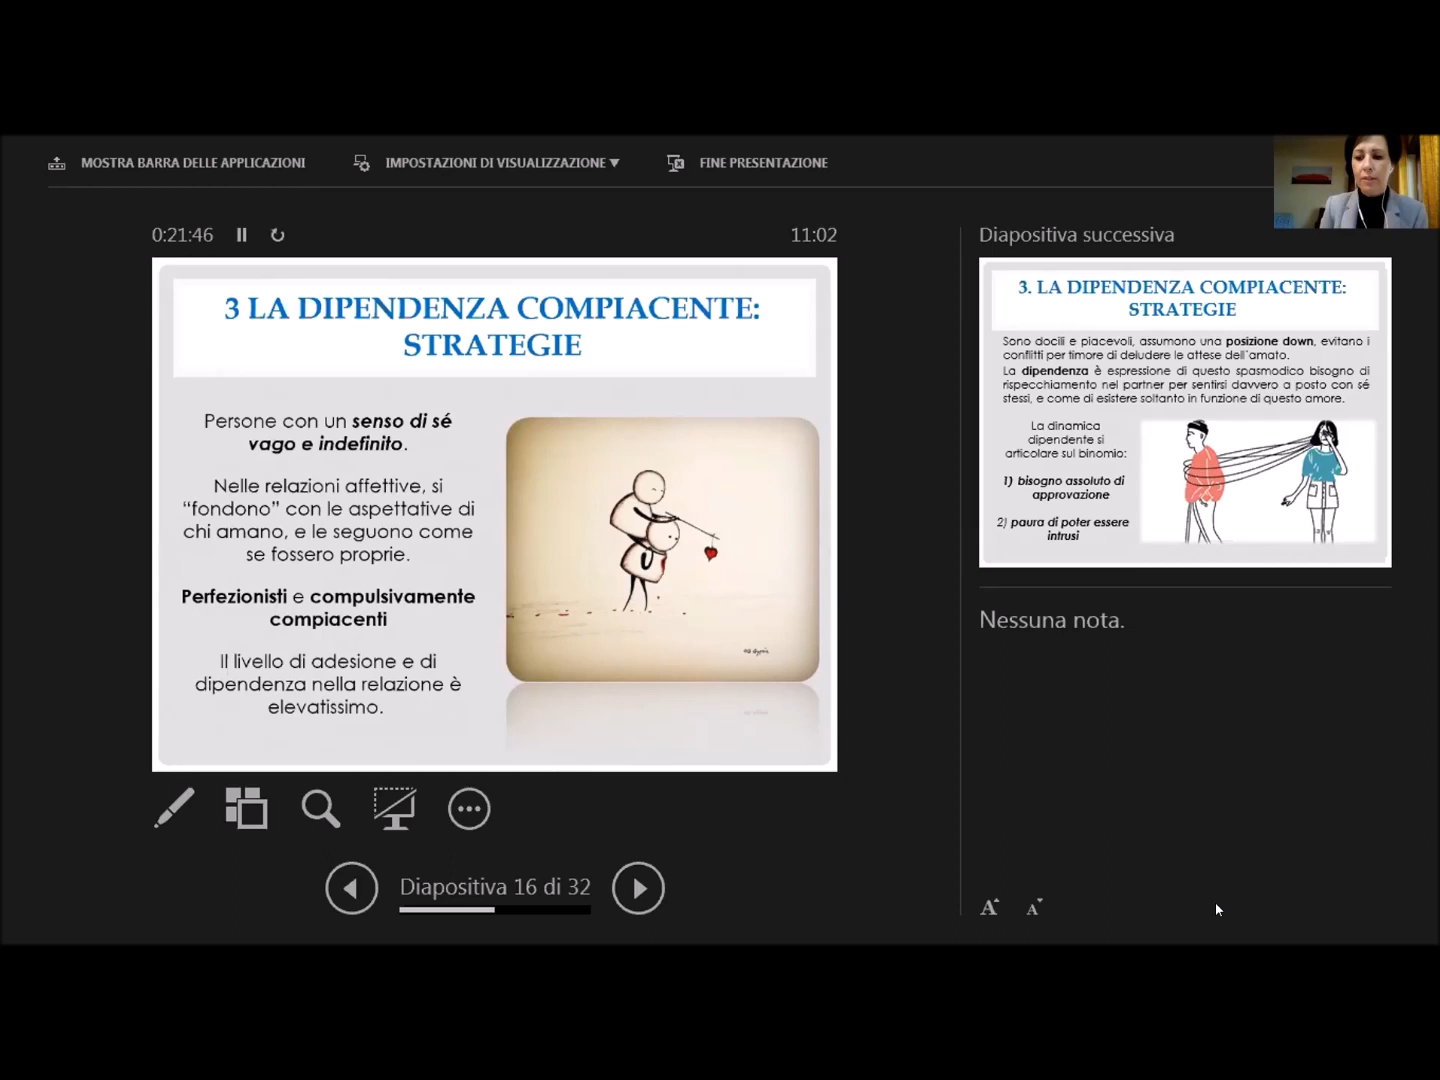 MOSTRA BARRA DELLE APPLICAZIONI
IMPOSTAZIONI DI VISUALIZZAZIONE ▼
FINE PRESENTAZIONE
0:21:46
11:02
3 LA DIPENDENZA COMPIACENTE:
STRATEGIE
Persone con un senso di sé
vago e indefinito.
Nelle relazioni affettive, si
“fondono” con le aspettative di
chi amano, e le seguono come
se fossero proprie.
Perfezionisti e compulsivamente
compiacenti
Il livello di adesione e di
dipendenza nella relazione è
elevatissimo.
Diapositiva 16 di 32
Diapositiva successiva
3. LA DIPENDENZA COMPIACENTE:
STRATEGIE
Sono docili e piacevoli, assumono una posizione down, evitano i
conflitti per timore di deludere le attese dell’amato.
La dipendenza è espressione di questo spasmodico bisogno di
rispecchiamento nel partner per sentirsi davvero a posto con sé
stessi, e come di esistere soltanto in funzione di questo amore.
La dinamica
dipendente si
articolare sul binomio:
1) bisogno assoluto di
approvazione
2) paura di poter essere
intrusi
Nessuna nota.
A A